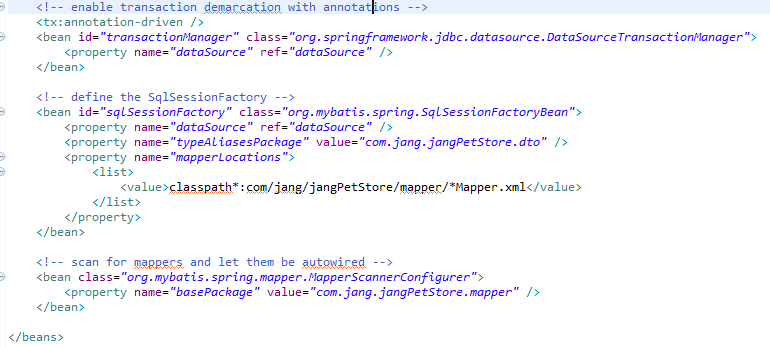 <!-- enable transaction demarcation with annotations -->
<tx:annotation-driven />
<bean id="transactionManager" class="org.springframework.jdbc.datasource.DataSourceTransactionManager">
<property name="dataSource" ref="dataSource" />
</bean>
<!-- define the SqlSessionFactory -->
<bean id="sqlSessionFactory" class="org.mybatis.spring.SqlSessionFactoryBean">
<property name="dataSource" ref="dataSource" />
<property name="typeAliasesPackage" value="com.jang.jangPetStore.dto" />
<property name="mapperLocations">
<list>
<value>classpath*:com/jang/jangPetStore/mapper/*Mapper.xml</value>
</list>
</property>
</bean>
<!-- scan for mappers and let them be autowired -->
<bean class="org.mybatis.spring.mapper.MapperScannerConfigurer">
<property name="basePackage" value="com.jang.jangPetStore.mapper" />
</bean>
</beans>